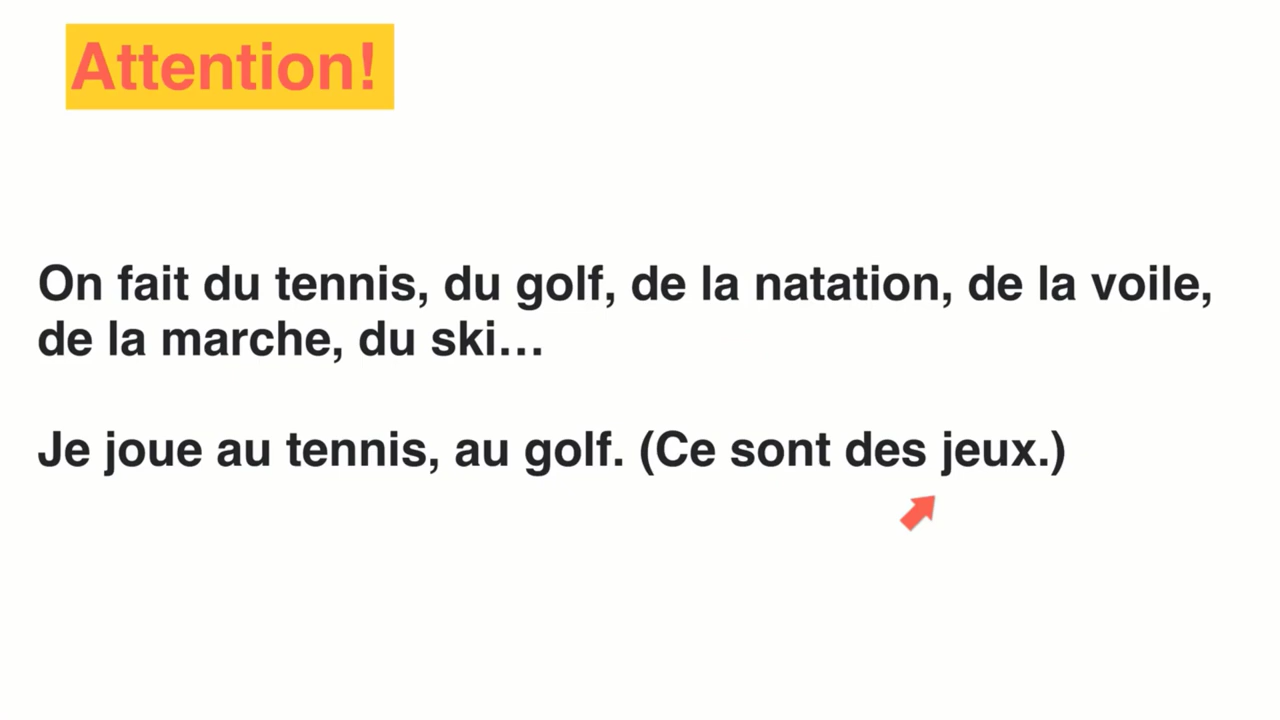 Attention!
On fait du tennis, du golf, de la natation, de la voile,
de la marche, du ski…
Je joue au tennis, au golf. (Ce sont des jeux.)